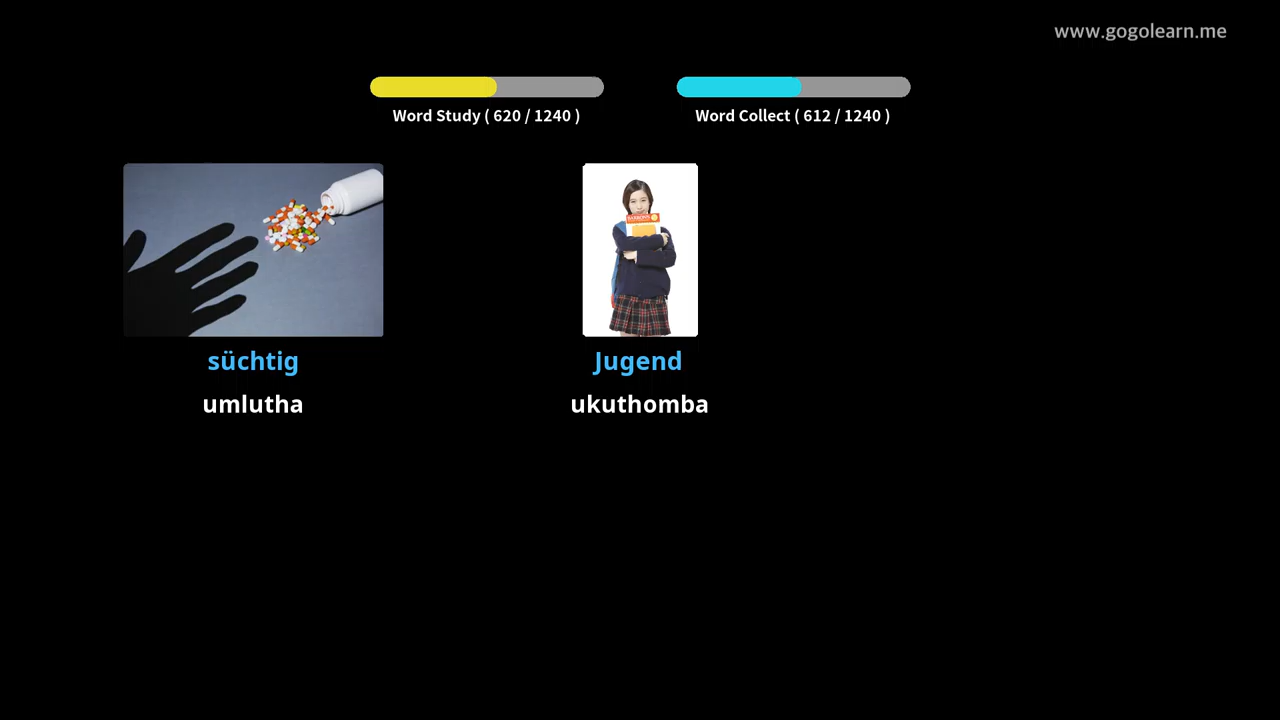 www.gogolearn.me
Word Study ( 620 / 1240 )
Word Collect ( 612 / 1240 )
süchtig
umlutha
Jugend
ukuthomba